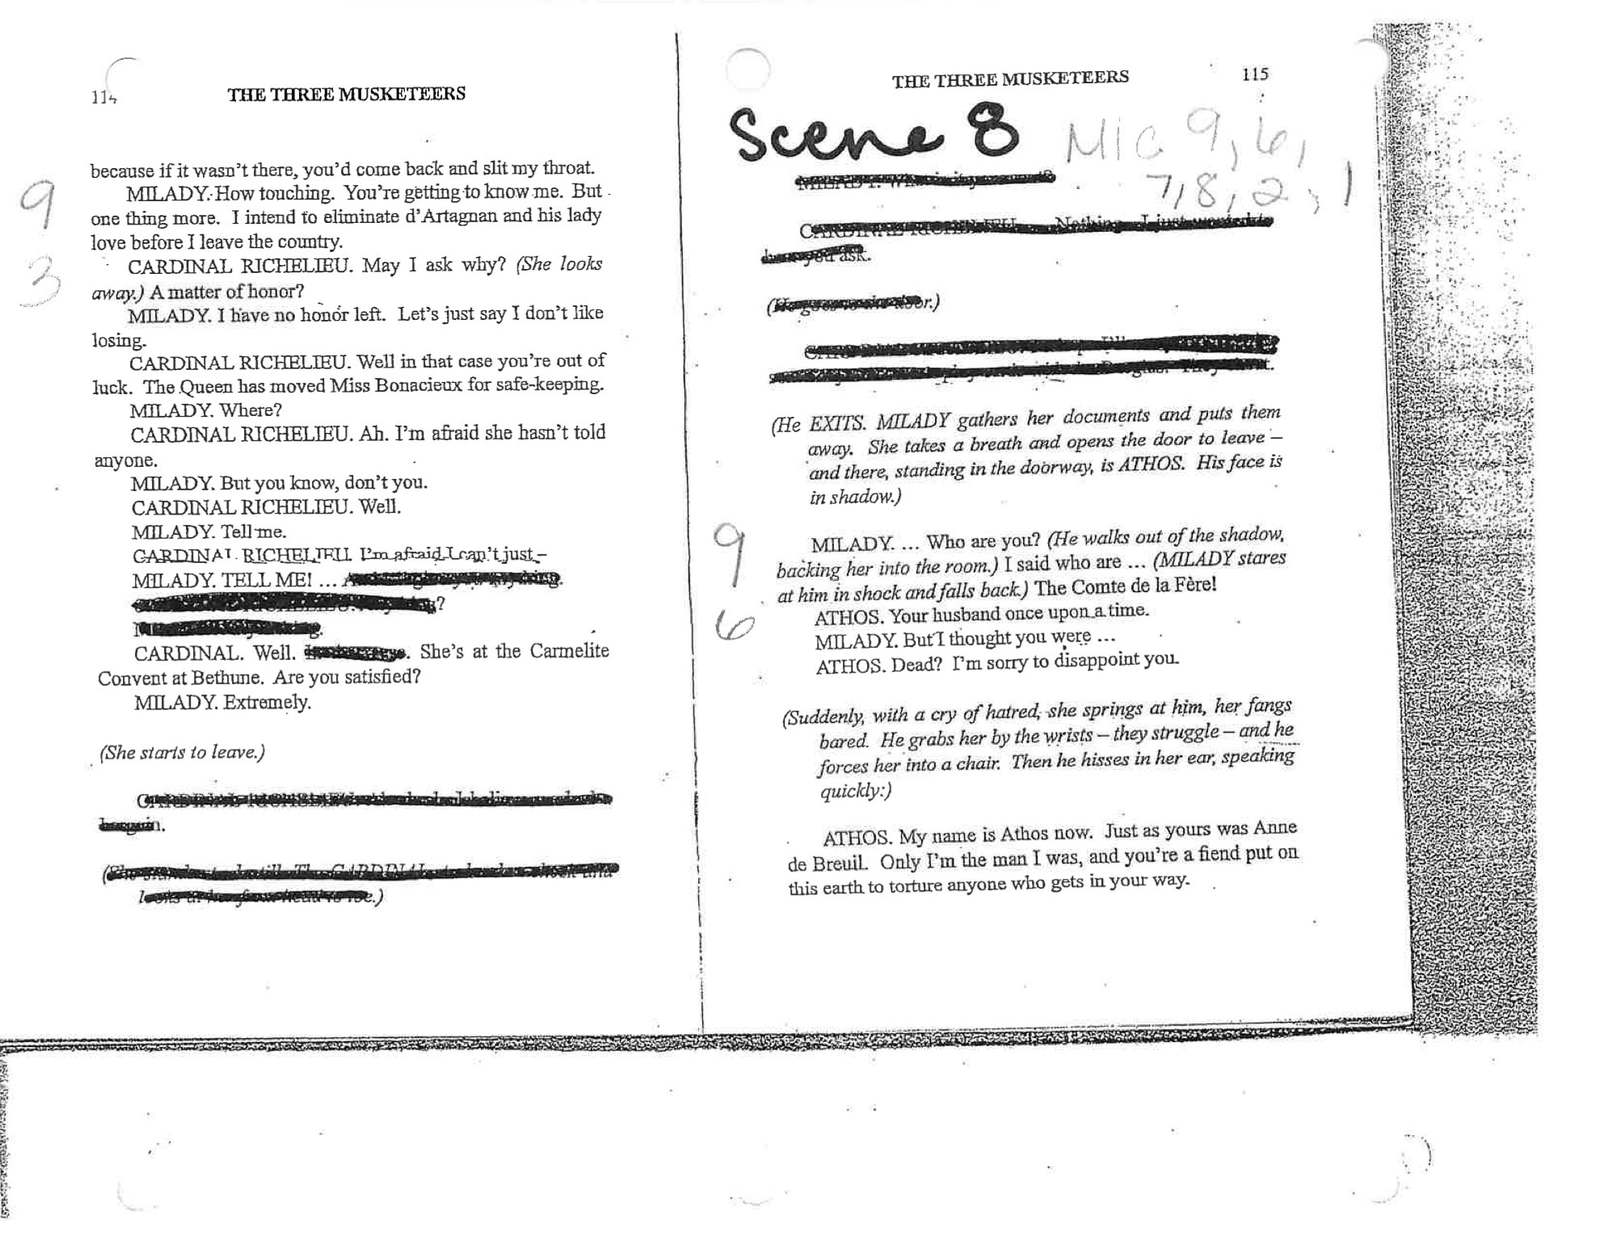 114 THE THREE MUSKETEERS
because if it wasn't there, you'd come back and slit my throat.
MILADY. How touching. You're getting to know me. But
one thing more. I intend to eliminate d'Artagnan and his lady
love before I leave the country.
CARDINAL RICHELIEU. May I ask why? (She looks
away.) A matter of honor?
MILADY. I have no honor left. Let's just say I don't like
losing.
CARDINAL RICHELIEU. Well in that case you're out of
luck. The Queen has moved Miss Bonacieux for safe-keeping.
MILADY. Where?
CARDINAL RICHELIEU. Ah. I'm afraid she hasn't told
anyone.
MILADY. But you know, don't you.
CARDINAL RICHELIEU. Well.
MILADY. Tell me.
CARDINAL RICHELIEU. I'm afraid I can't just –
MILADY. TELL ME! ...
?
CARDINAL. Well. She's at the Carmelite
Convent at Bethune. Are you satisfied?
MILADY. Extremely.
(She starts to leave.)
9
3
THE THREE MUSKETEERS 115
Scene 8 Mic 9, 6,
7, 8, 2, 1
CARDINAL RICHELIEU. Nothing. I just wanted to
you ask.
(He EXITS. MILADY gathers her documents and puts them
away. She takes a breath and opens the door to leave –
and there, standing in the doorway, is ATHOS. His face is
in shadow.)
9
6
MILADY. ... Who are you? (He walks out of the shadow,
backing her into the room.) I said who are ... (MILADY stares
at him in shock and falls back.) The Comte de la Fère!
ATHOS. Your husband once upon a time.
MILADY. But I thought you were ...
ATHOS. Dead? I'm sorry to disappoint you.
(Suddenly, with a cry of hatred, she springs at him, her fangs
bared. He grabs her by the wrists – they struggle – and he
forces her into a chair. Then he hisses in her ear, speaking
quickly:)
ATHOS. My name is Athos now. Just as yours was Anne
de Breuil. Only I'm the man I was, and you're a fiend put on
this earth to torture anyone who gets in your way.